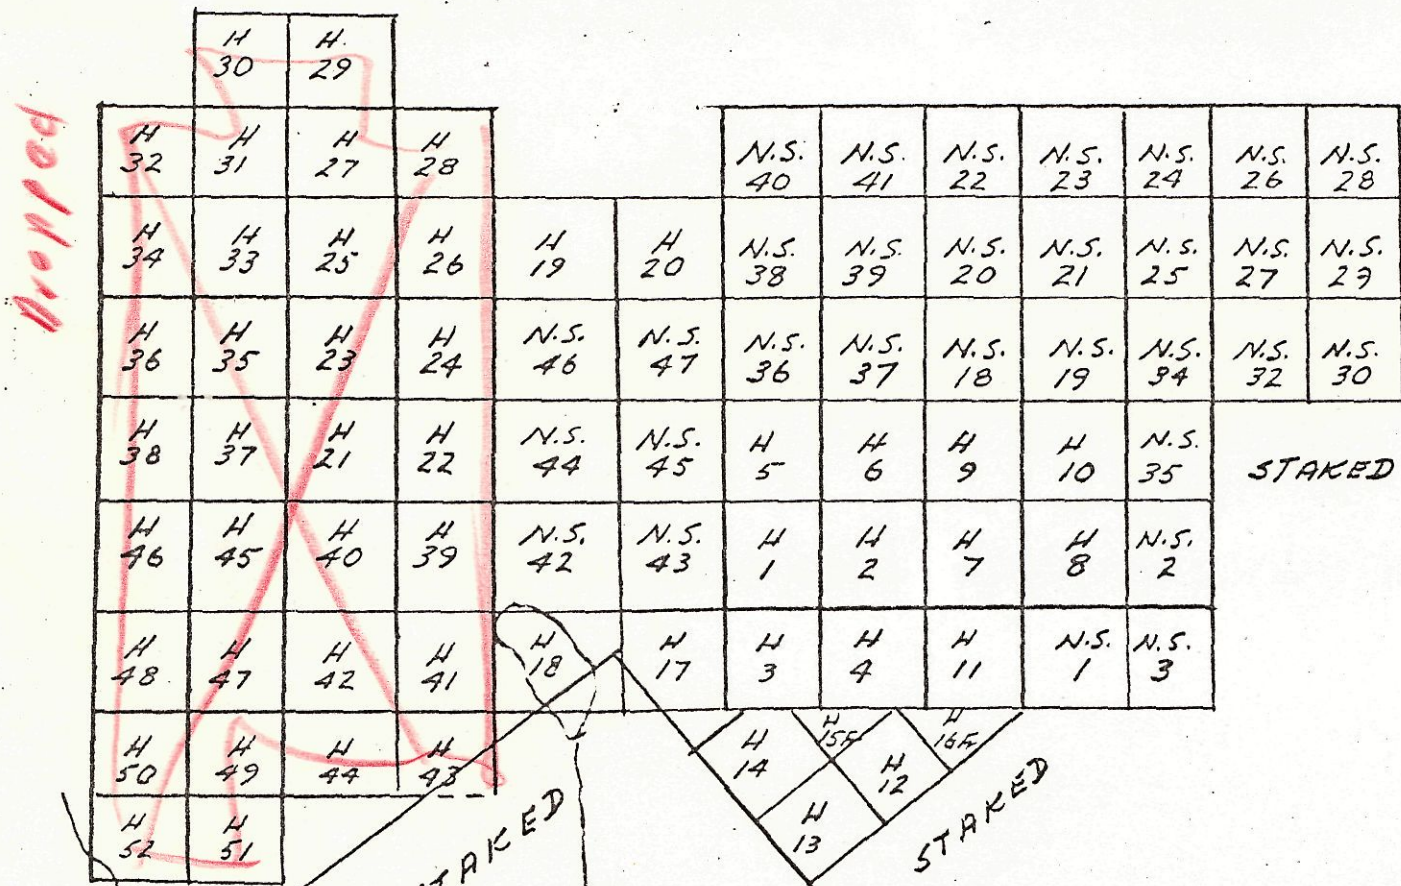 H H.
30 29
Dropped
H H H H N.S. N.S. N.S. N.S. N.S. N.S. N.S.
32 31 27 28 40 41 22 23 24 26 28
H H H H H H N.S. N.S. N.S. N.S. N.S. N.S. N.S.
34 33 25 26 19 20 38 39 20 21 25 27 29
H H H H N.S. N.S. N.S. N.S. N.S. N.S. N.S. N.S. N.S.
36 35 23 24 46 47 36 37 18 19 34 32 30
H H H H N.S. N.S. H H H H N.S.
38 37 21 22 44 45 5 6 9 10 35
STAKED
H H H H N.S. N.S. H H H H N.S.
46 45 40 39 42 43 1 2 7 8 2
H H H H H H H H H N.S. N.S.
48 47 42 41 18 17 3 4 11 1 3
H H H H H H H H
50 49 44 43 14 15F 12 16F
H H H
52 51 13
STAKED